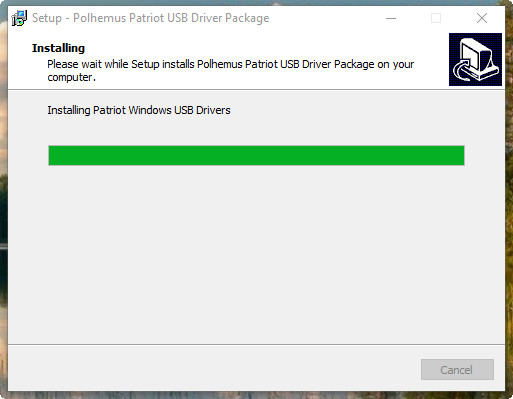 Setup - Polhemus Patriot USB Driver Package
Installing
Please wait while Setup installs Polhemus Patriot USB Driver Package on your
computer.
Installing Patriot Windows USB Drivers
Cancel